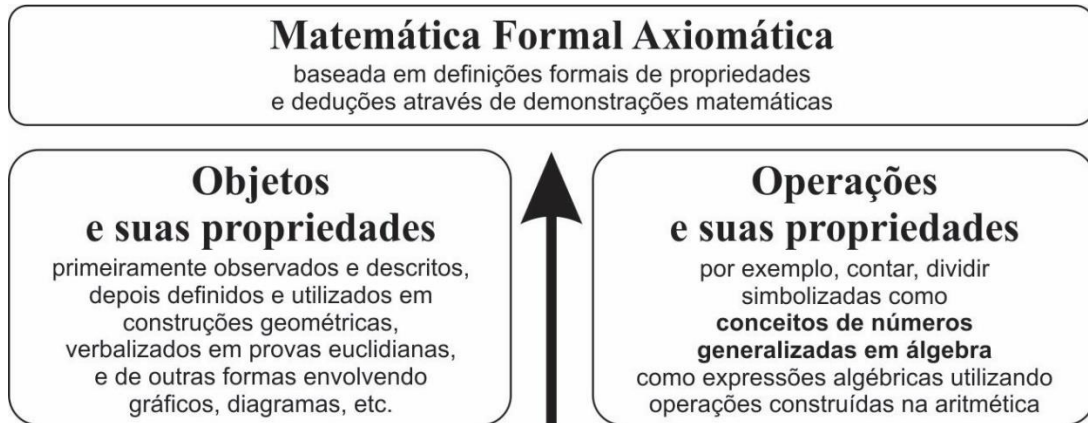 Matemática Formal Axiomática
baseada em definições formais de propriedades
e deduções através de demonstrações matemáticas
Objetos
e suas propriedades
primeiramente observados e descritos,
depois definidos e utilizados em
construções geométricas,
verbalizados em provas euclidianas,
e de outras formas envolvendo
gráficos, diagramas, etc.
Operações
e suas propriedades
por exemplo, contar, dividir
simbolizadas como
conceitos de números
generalizadas em álgebra
como expressões algébricas utilizando
operações construídas na aritmética